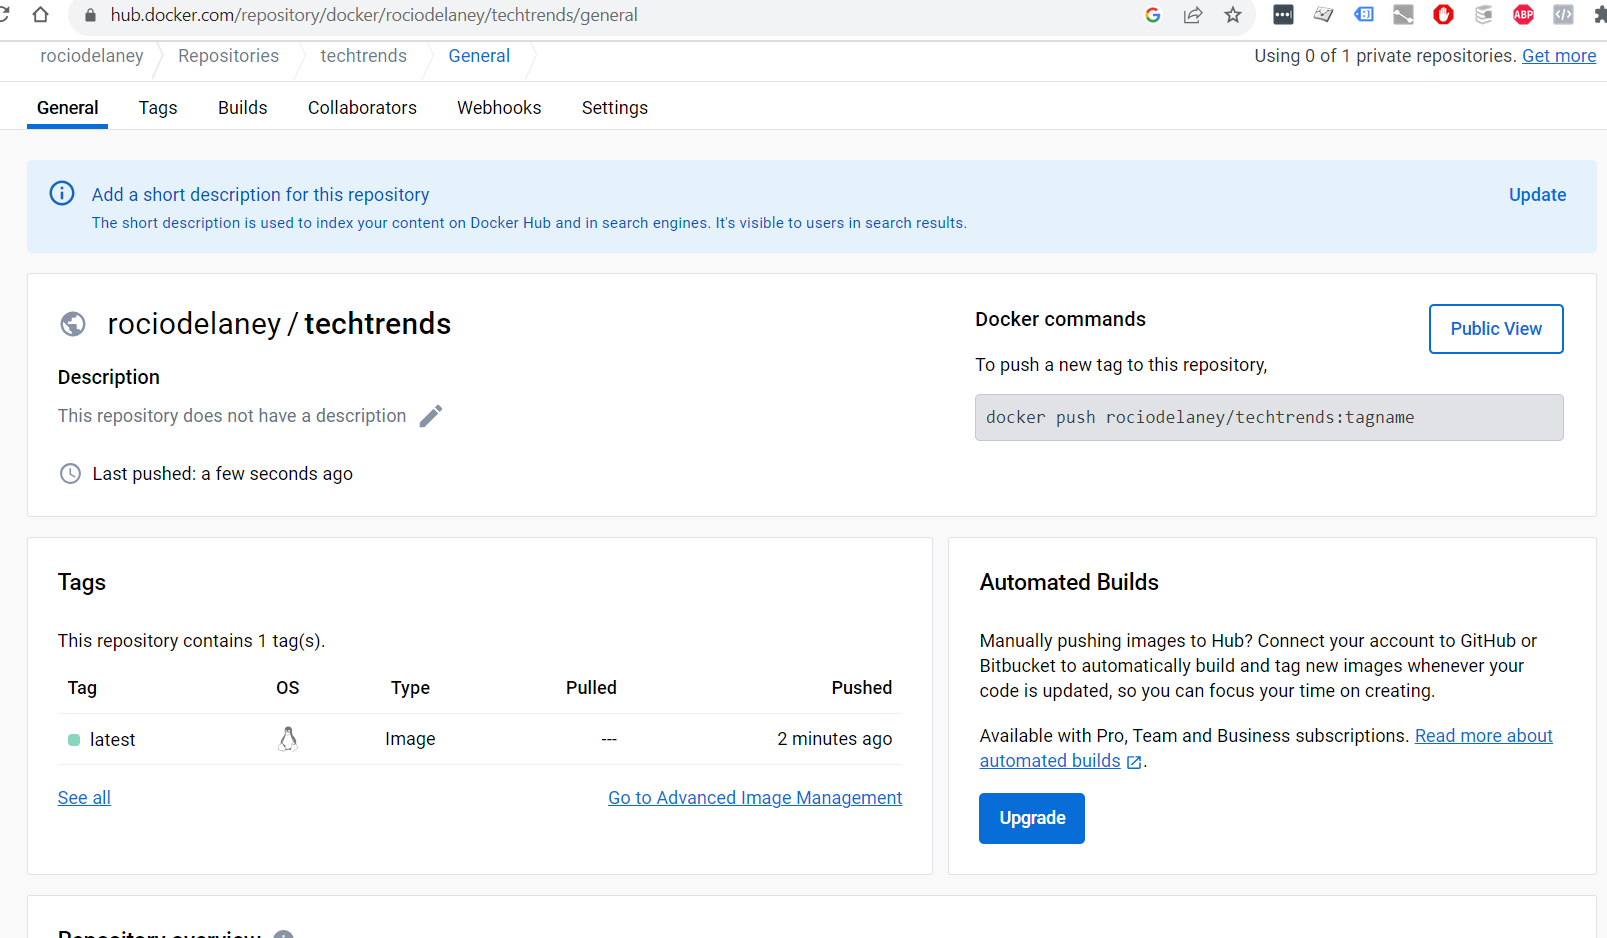 hub.docker.com/repository/docker/rociodelaney/techtrends/general
ABP
rociodelaney Repositories techtrends General
Using 0 of 1 private repositories. Get more
General Tags Builds Collaborators Webhooks Settings
Add a short description for this repository
Update
The short description is used to index your content on Docker Hub and in search engines. It's visible to users in search results.
rociodelaney / techtrends
Description
This repository does not have a description
Last pushed: a few seconds ago
Docker commands
Public View
To push a new tag to this repository,
docker push rociodelaney/techtrends:tagname
Tags
This repository contains 1 tag(s).
Tag OS Type Pulled Pushed
latest Image --- 2 minutes ago
See all
Go to Advanced Image Management
Automated Builds
Manually pushing images to Hub? Connect your account to GitHub or
Bitbucket to automatically build and tag new images whenever your
code is updated, so you can focus your time on creating.
Available with Pro, Team and Business subscriptions. Read more about
automated builds .
Upgrade
Repository overview